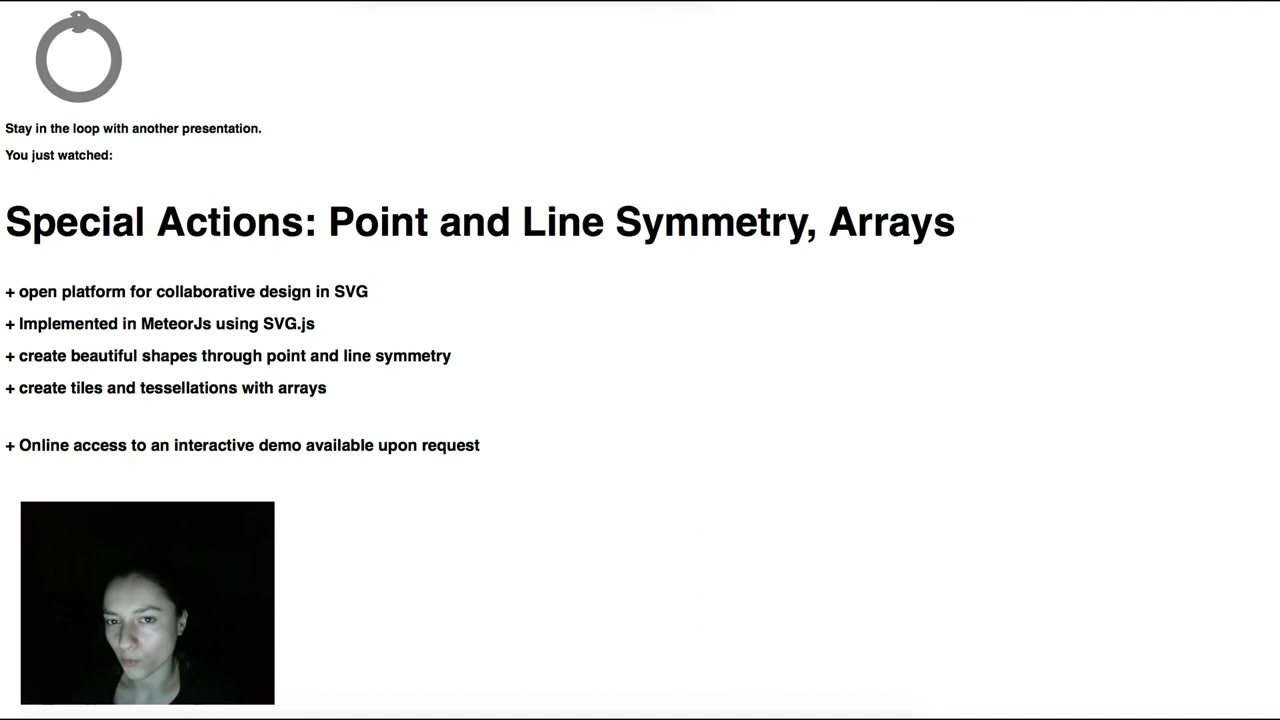 Stay in the loop with another presentation.
You just watched:
Special Actions: Point and Line Symmetry, Arrays
+ open platform for collaborative design in SVG
+ Implemented in MeteorJs using SVG.js
+ create beautiful shapes through point and line symmetry
+ create tiles and tessellations with arrays
+ Online access to an interactive demo available upon request